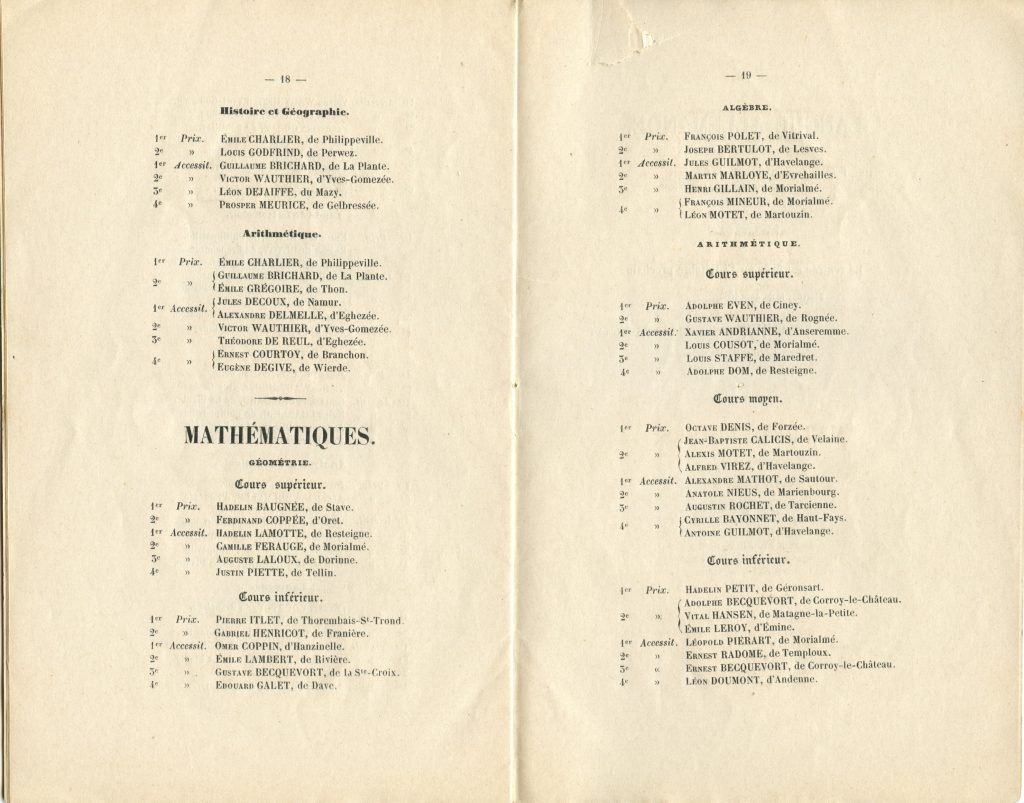 — 18 —
Histoire et Géographie.
1er Prix. ÉMILE CHARLIER, de Philippeville.
2e » LOUIS GODFRIND, de Perwez.
1er Accessit. GUILLAUME BRICHARD, de La Plante.
2e » VICTOR WAUTHIER, d'Yves-Gomezée.
3e » LÉON DEJAIFFE, du Mazy.
4e » PROSPER MEURICE, de Gelbressée.
Arithmétique.
1er Prix. ÉMILE CHARLIER, de Philippeville.
2e » GUILLAUME BRICHARD, de La Plante.
ÉMILE GRÉGOIRE, de Thon.
1er Accessit. JULES DECOUX, de Namur.
ALEXANDRE DELMELLE, d'Eghezée.
2e » VICTOR WAUTHIER, d'Yves-Gomezée.
3e » THÉODORE DE REUL, d'Eghezée.
4e » ERNEST COURTOY, de Branchon.
EUGÈNE DEGIVE, de Wierde.
MATHÉMATIQUES.
GÉOMÉTRIE.
Cours supérieur.
1er Prix. HADELIN BAUGNÉE, de Stave.
2e » FERDINAND COPPÉE, d'Oret.
1er Accessit. HADELIN LAMOTTE, de Resteigne.
2e » CAMILLE FERAUGE, de Morialmé.
3e » AUGUSTE LALOUX, de Dorinne.
4e » JUSTIN PIETTE, de Tellin.
Cours inférieur.
1er Prix. PIERRE ITLET, de Thorembais-St-Trond.
2e » GABRIEL HENRICOT, de Franière.
1er Accessit. OMER COPPIN, d'Hanzinelle.
2e » ÉMILE LAMBERT, de Rivière.
3e » GUSTAVE BECQUEVORT, de la Ste-Croix.
4e » EDOUARD GALET, de Dave.
— 19 —
ALGÈBRE.
1er Prix. FRANÇOIS POLET, de Vitrival.
2e » JOSEPH BERTULOT, de Lesves.
1er Accessit. JULES GUILMOT, d'Havelange.
2e » MARTIN MARLOYE, d'Evrehailles.
3e » HENRI GILLAIN, de Morialmé.
4e » FRANÇOIS MINEUR, de Morialmé.
LÉON MOTET, de Martouzin.
ARITHMÉTIQUE.
Cours supérieur.
1er Prix. ADOLPHE EVEN, de Ciney.
2e » GUSTAVE WAUTHIER, de Rognée.
1er Accessit. XAVIER ANDRIANNE, d'Anseremme.
2e » LOUIS COUSOT, de Morialmé.
3e » LOUIS STAFFE, de Maredret.
4e » ADOLPHE DOM, de Resteigne.
Cours moyen.
1er Prix. OCTAVE DENIS, de Forzée.
JEAN-BAPTISTE CALICIS, de Velaine.
2e » ALEXIS MOTET, de Martouzin.
ALFRED VIREZ, d'Havelange.
1er Accessit. ALEXANDRE MATHOT, de Sautour.
2e » ANATOLE NIEUS, de Marienbourg.
3e » AUGUSTIN ROCHET, de Tarcienne.
4e » CYRILLE BAYONNET, de Haut-Fays.
ANTOINE GUILMOT, d'Havelange.
Cours inférieur.
1er Prix. HADELIN PETIT, de Géronsart.
ADOLPHE BECQUEVORT, de Corroy-le-Château.
2e » VITAL HANSEN, de Matagne-la-Petite.
ÉMILE LEROY, d'Émine.
1er Accessit. LÉOPOLD PIÉRART, de Morialmé.
2e » ERNEST RADOME, de Temploux.
3e « ERNEST BECQUEVORT, de Corroy-le-Château.
4e » LÉON DOUMONT, d'Andenne.